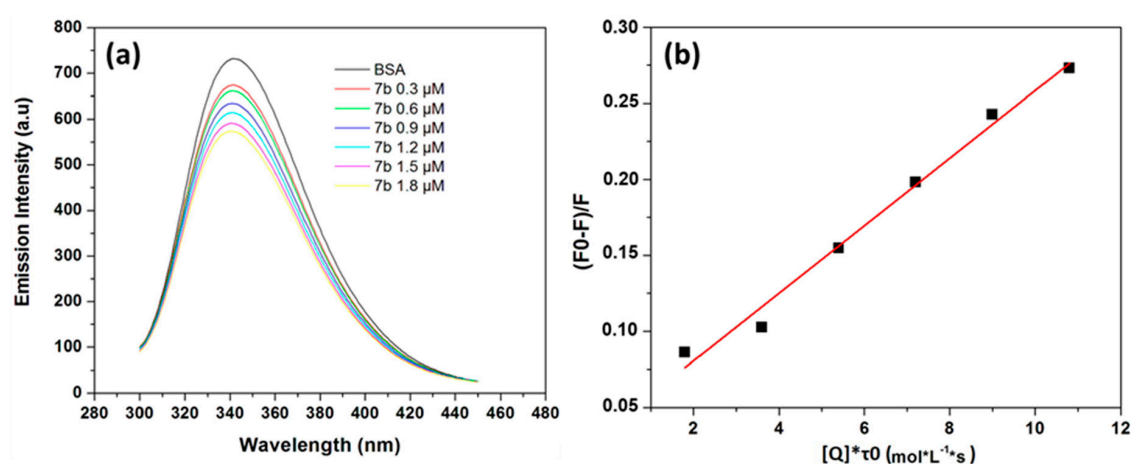 (a)
800
700
600
500
400
300
200
100
0
Emission Intensity (a.u)
BSA
7b 0.3 µM
7b 0.6 µM
7b 0.9 µM
7b 1.2 µM
7b 1.5 µM
7b 1.8 µM
280 300 320 340 360 380 400 420 440 460 480
Wavelength (nm)
(b)
0.30
0.25
0.20
0.15
0.10
0.05
(F0-F)/F
2 4 6 8 10 12
[Q]*τ0 (mol*L⁻¹*s)